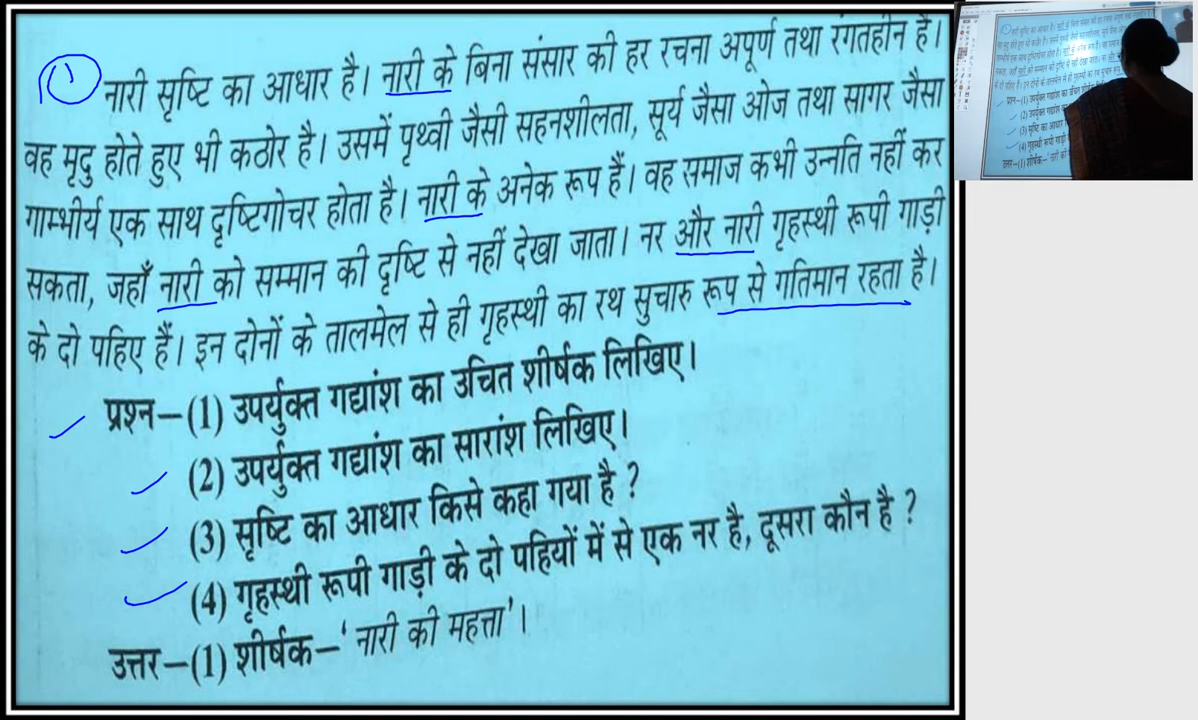 (1) नारी सृष्टि का आधार है। नारी के बिना संसार की हर रचना अपूर्ण तथा रंगतहीन है।
वह मृदु होते हुए भी कठोर है। उसमें पृथ्वी जैसी सहनशीलता, सूर्य जैसा ओज तथा सागर जैसा
गाम्भीर्य एक साथ दृष्टिगोचर होता है। नारी के अनेक रूप हैं। वह समाज कभी उन्नति नहीं कर
सकता, जहाँ नारी को सम्मान की दृष्टि से नहीं देखा जाता। नर और नारी गृहस्थी रूपी गाड़ी
के दो पहिए हैं। इन दोनों के तालमेल से ही गृहस्थी का रथ सुचारु रूप से गतिमान रहता है।
प्रश्न–(1) उपर्युक्त गद्यांश का उचित शीर्षक लिखिए।
(2) उपर्युक्त गद्यांश का सारांश लिखिए।
(3) सृष्टि का आधार किसे कहा गया है ?
(4) गृहस्थी रूपी गाड़ी के दो पहियों में से एक नर है, दूसरा कौन है ?
उत्तर–(1) शीर्षक–‘नारी की महत्ता’।